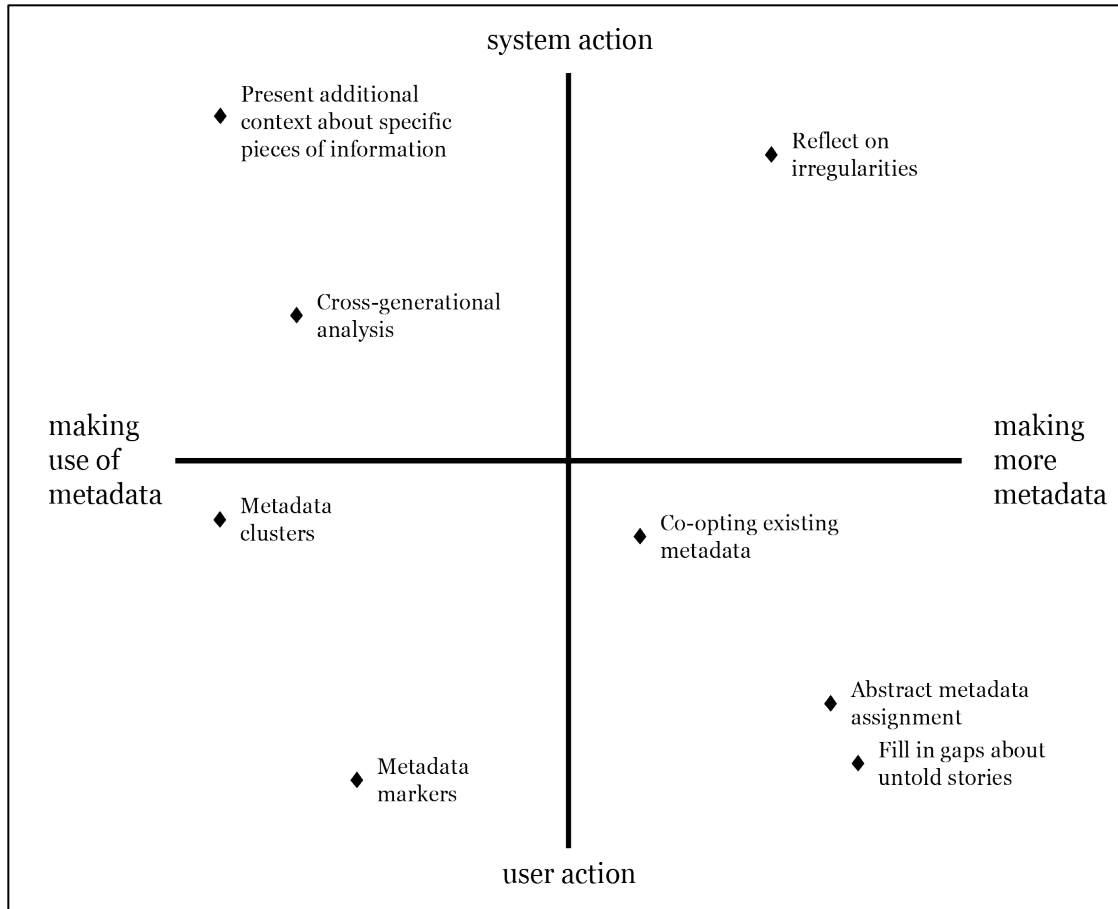 system action
Present additional
context about specific
pieces of information
Reflect on
irregularities
Cross-generational
analysis
making
use of
metadata
making
more
metadata
Metadata
clusters
Co-opting existing
metadata
Abstract metadata
assignment
Fill in gaps about
untold stories
Metadata
markers
user action